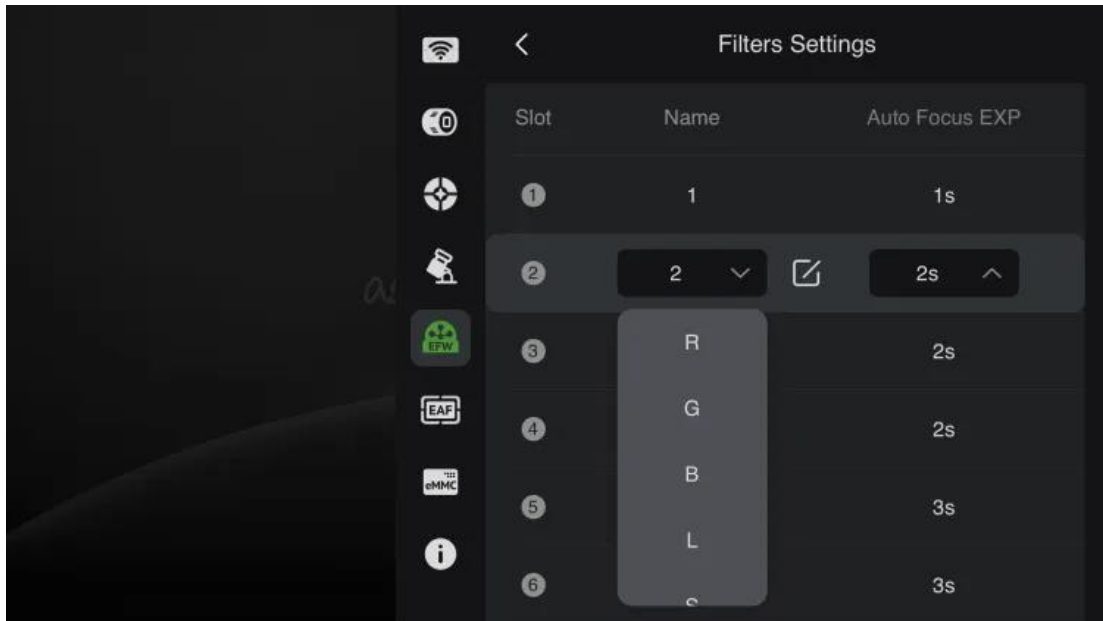 Filters Settings
Slot Name Auto Focus EXP
1 1 1s
2 2 2s
R
3 2s
EFW
G
EAF
4 2s
B
eMMC
5 3s
L
i
6 3s